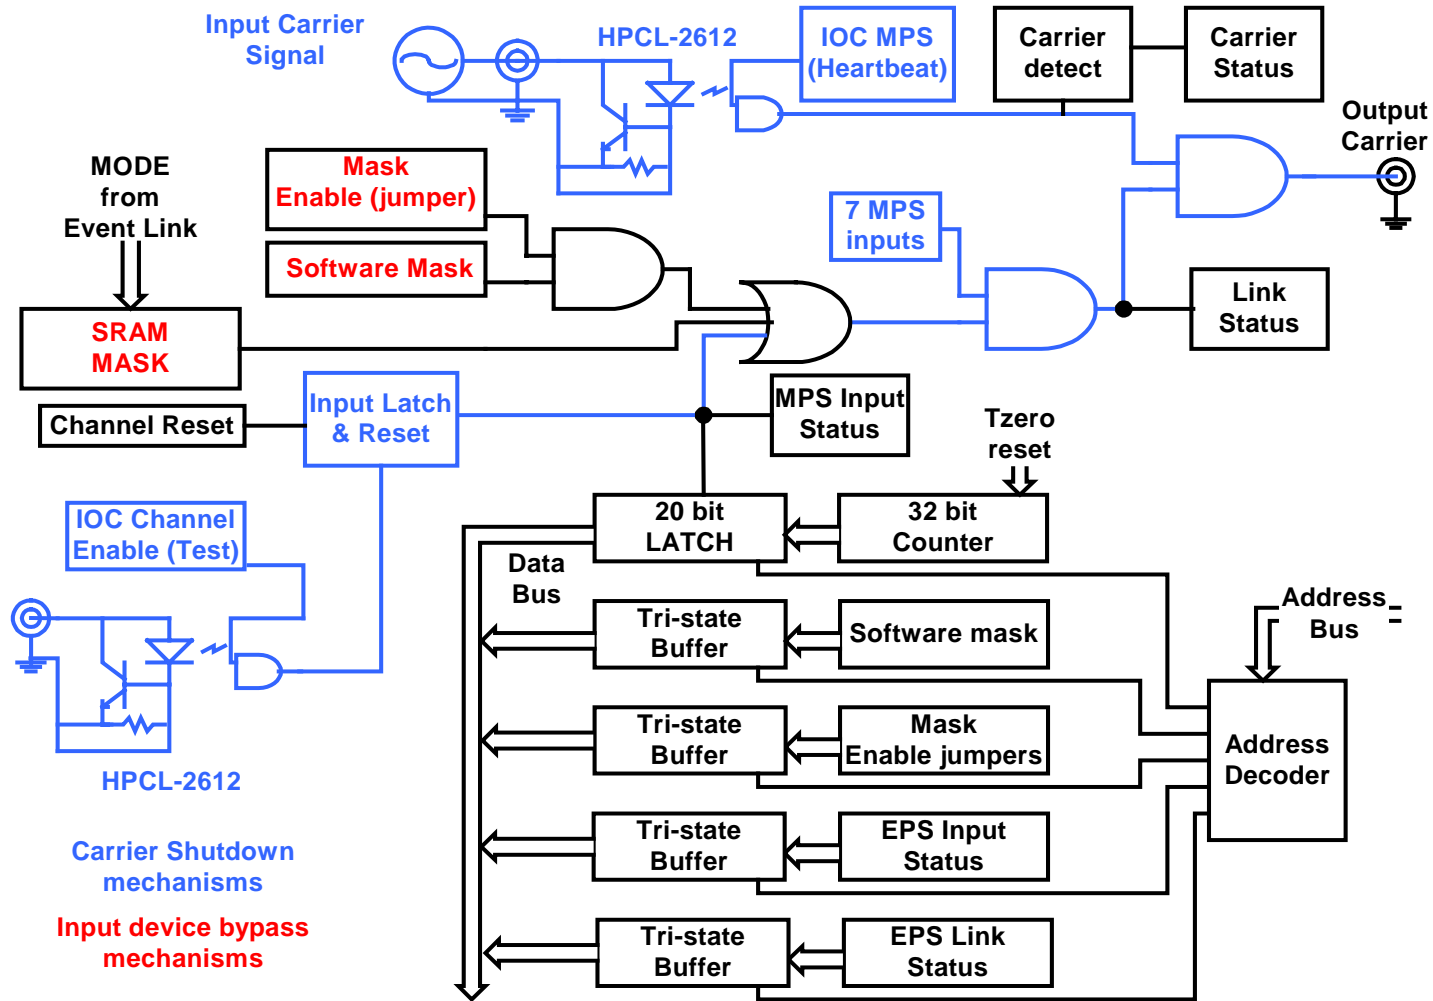 Input Carrier
Signal
HPCL-2612
IOC MPS
(Heartbeat)
Carrier
detect
Carrier
Status
Output
Carrier
MODE
from
Event Link
Mask
Enable (jumper)
Software Mask
7 MPS
inputs
Link
Status
SRAM
MASK
Channel Reset
Input Latch
& Reset
MPS Input
Status
Tzero
reset
IOC Channel
Enable (Test)
20 bit
LATCH
32 bit
Counter
Data
Bus
Address
Bus
Tri-state
Buffer
Software mask
Tri-state
Buffer
Mask
Enable jumpers
Address
Decoder
HPCL-2612
Tri-state
Buffer
EPS Input
Status
Carrier Shutdown
mechanisms
Input device bypass
mechanisms
Tri-state
Buffer
EPS Link
Status